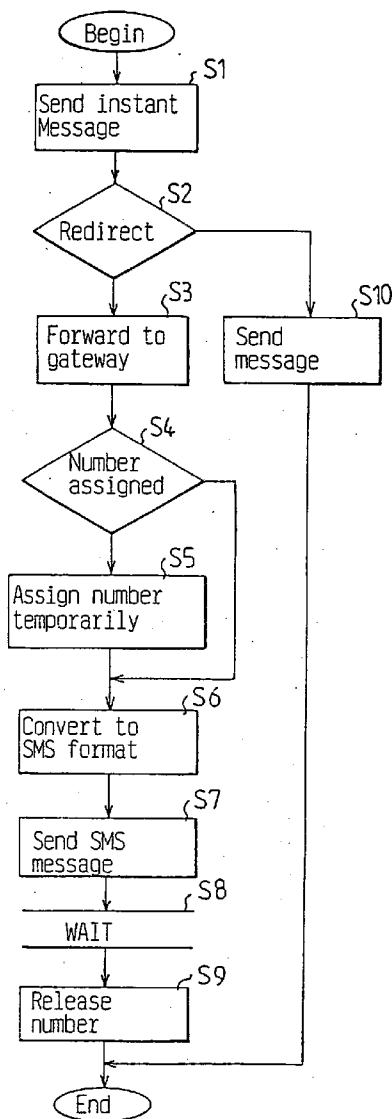 Begin
S1
Send instant
Message
S2
Redirect
S3
Forward to
gateway
S10
Send
message
S4
Number
assigned
S5
Assign number
temporarily
S6
Convert to
SMS format
S7
Send SMS
message
S8
WAIT
S9
Release
number
End